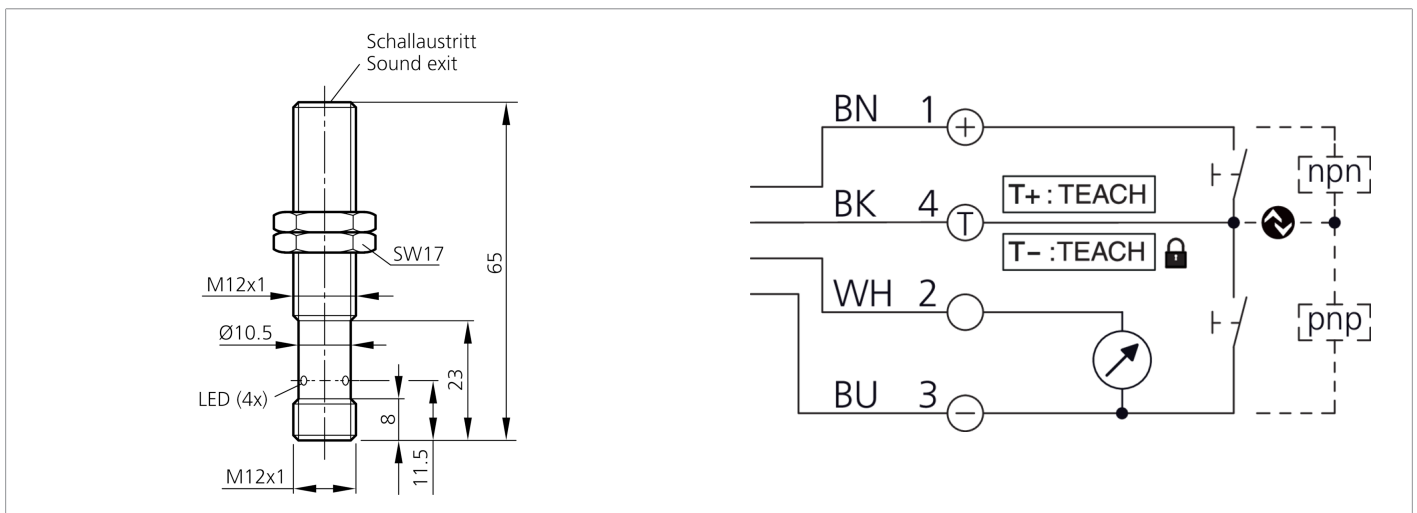 Schallaustritt
Sound exit
SW17
65
M12x1
Ø10.5
23
LED (4x)
8
11.5
M12x1
BN 1 +
npn
T+ : TEACH
BK 4 T
T– :TEACH
WH 2
pnp
BU 3 –